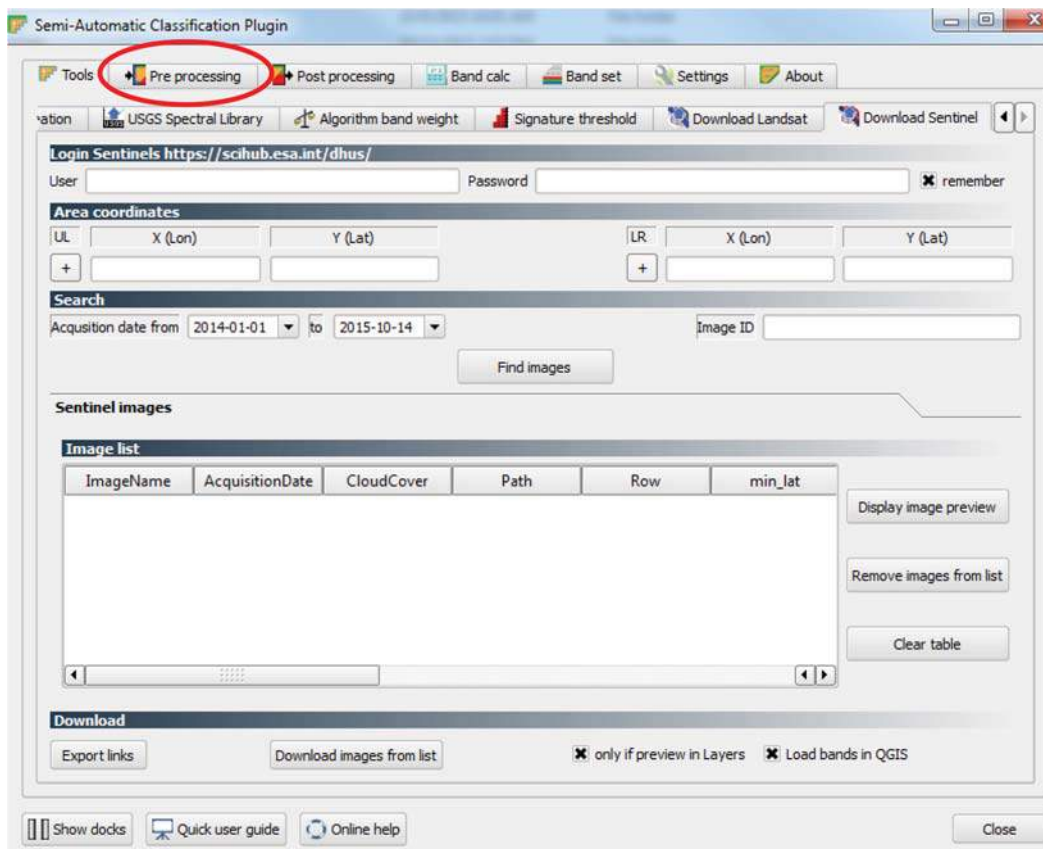 Semi-Automatic Classification Plugin
Tools Pre processing Post processing Band calc Band set Settings About
USGS Spectral Library Algorithm band weight Signature threshold Download Landsat Download Sentinel
Login Sentinels https://scihub.esa.int/dhus/
User Password remember
Area coordinates
UL X (Lon) Y (Lat) LR X (Lon) Y (Lat)
+ +
Search
Acqusition date from 2014-01-01 to 2015-10-14 Image ID
Find images
Sentinel images
Image list
ImageName AcquisitionDate CloudCover Path Row min_lat
Display image preview
Remove images from list
Clear table
Download
Export links Download images from list only if preview in Layers Load bands in QGIS
Show docks Quick user guide Online help Close